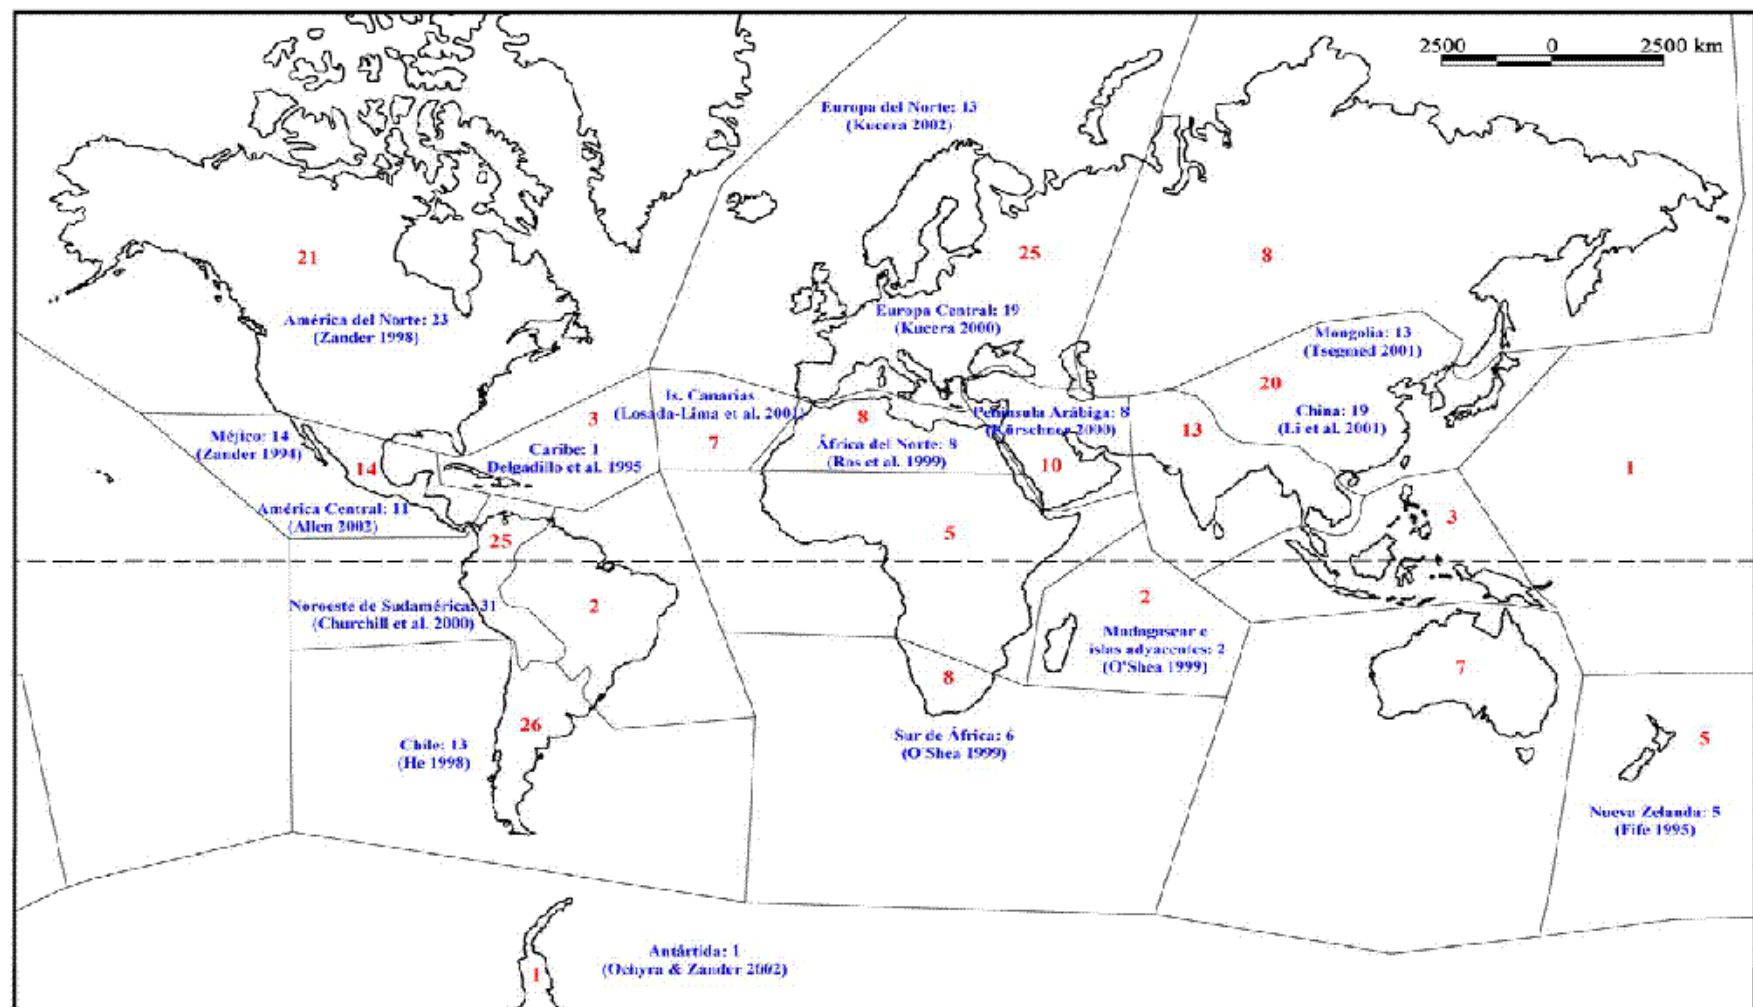 2500 0 2500 km
Europa del Norte: 13
(Kucera 2002)
21
25
8
América del Norte: 23
(Zander 1998)
Europa Central: 19
(Kucera 2000)
Mongolia: 13
(Tsegmed 2001)
20
Is. Canarias
(Losada-Lima et al. 2001)
3
7
8
Península Arábiga: 8
(Kürschner 2000)
China: 19
(Li et al. 2001)
13
Méjico: 14
(Zander 1994)
14
Caribe: 1
Delgadillo et al. 1995
África del Norte: 8
(Ros et al. 1999)
10
1
América Central: 11
(Allen 2002)
25
5
3
Noroeste de Sudamérica: 31
(Churchill et al. 2000)
2
2
Madagascar e
islas adyacentes: 2
(O'Shea 1999)
8
7
26
Chile: 13
(He 1998)
Sur de África: 6
(O'Shea 1999)
5
Nueva Zelanda: 5
(Fife 1995)
Antártida: 1
(Ochyra & Zander 2002)
1